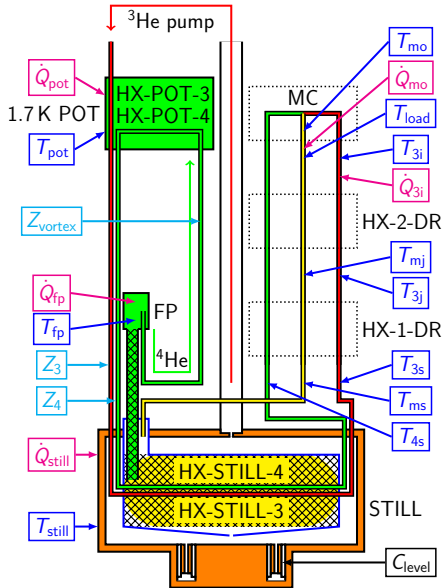 ³He pump
Q̇pot
HX-POT-3
1.7 K POT
HX-POT-4
Tpot
Zvortex
Q̇fp
FP
Tfp
⁴He
Z3
Z4
Q̇still
HX-STILL-4
HX-STILL-3
Tstill
STILL
Clevel
Tmo
Q̇mo
MC
Tload
T3i
Q̇3i
HX-2-DR
Tmj
T3j
HX-1-DR
T3s
Tms
T4s